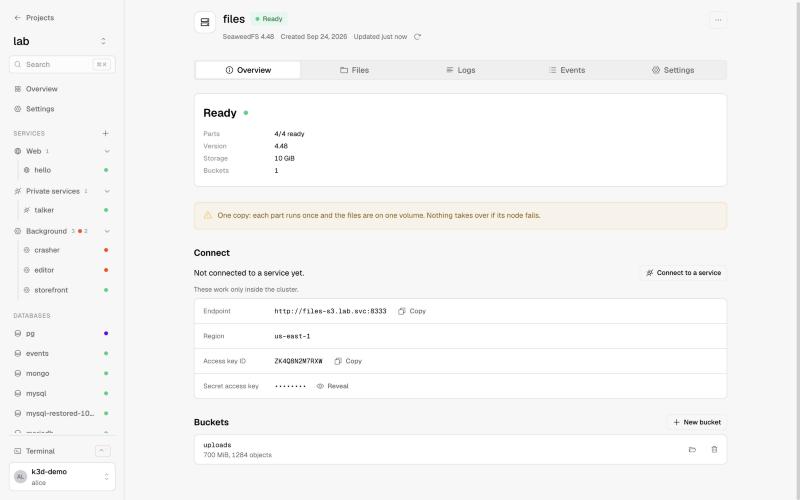 Projects
lab
Search
⌘K
Overview
Settings
SERVICES
Web 1
hello
Private services 1
talker
Background 3 2
crasher
editor
storefront
DATABASES
pg
events
mongo
mysql
mysql-restored-10...
Terminal
AL
k3d-demo
alice
files
Ready
SeaweedFS 4.48 Created Sep 24, 2026 Updated just now
Overview
Files
Logs
Events
Settings
Ready
Parts 4/4 ready
Version 4.48
Storage 10 GiB
Buckets 1
One copy: each part runs once and the files are on one volume. Nothing takes over if its node fails.
Connect
Not connected to a service yet.
Connect to a service
These work only inside the cluster.
Endpoint http://files-s3.lab.svc:8333 Copy
Region us-east-1
Access key ID ZK4Q8N2M7RXW Copy
Secret access key •••••••• Reveal
Buckets
New bucket
uploads
700 MiB, 1284 objects